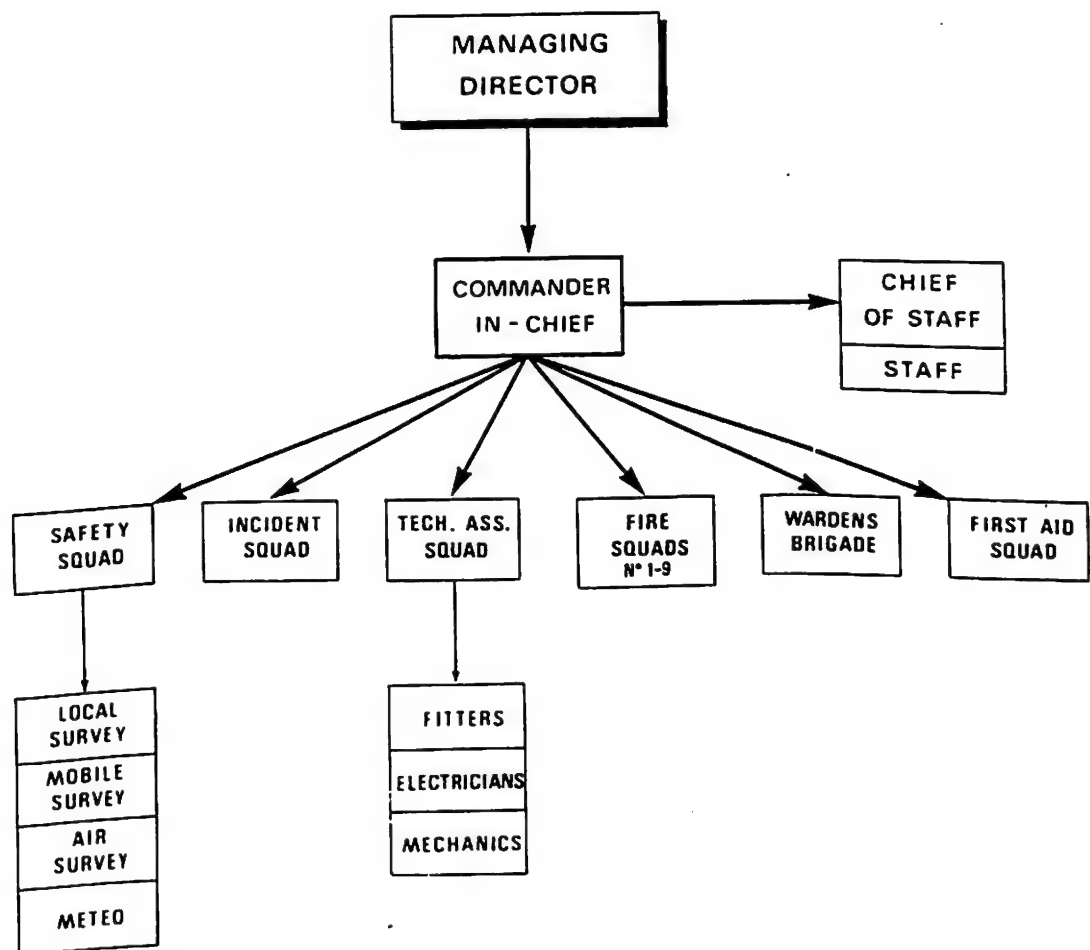 MANAGING
DIRECTOR
COMMANDER
IN - CHIEF
CHIEF
OF STAFF
STAFF
SAFETY
SQUAD
INCIDENT
SQUAD
TECH. ASS.
SQUAD
FIRE
SQUADS
N° 1-9
WARDENS
BRIGADE
FIRST AID
SQUAD
LOCAL
SURVEY
MOBILE
SURVEY
AIR
SURVEY
METEO
FITTERS
ELECTRICIANS
MECHANICS